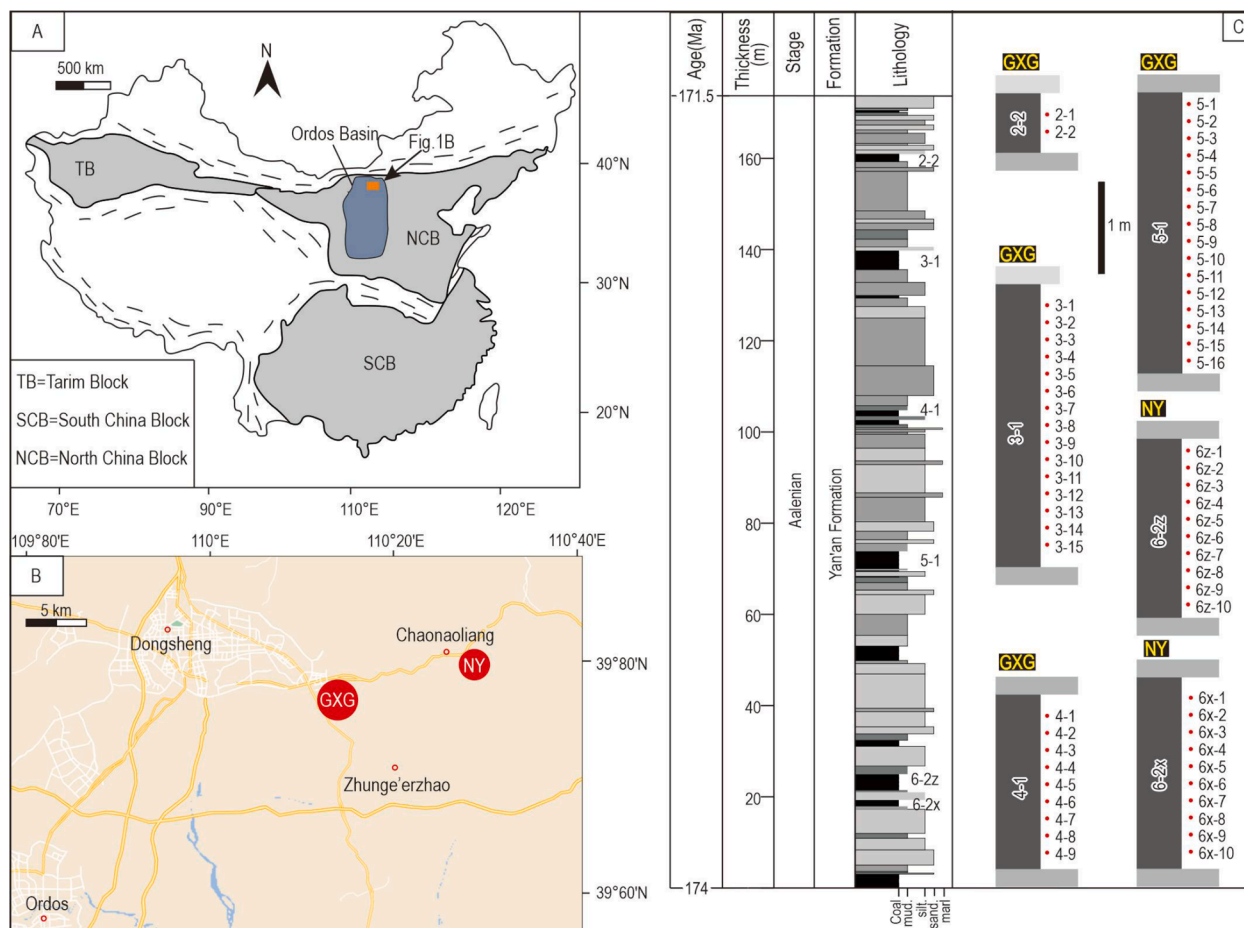 A
500 km
N
Ordos Basin
Fig.1B
TB
NCB
SCB
40°N
30°N
20°N
TB=Tarim Block
SCB=South China Block
NCB=North China Block
70°E
90°E
110°E
120°E
109°80'E
110°E
110°20'E
110°40'E
B
5 km
Dongsheng
Chaonaoliang
NY
GXG
Zhunge'erzhao
Ordos
39°80'N
39°60'N
C
Age(Ma)
Thickness (m)
Stage
Formation
Lithology
171.5
174
160
140
120
100
80
60
40
20
Aalenian
Yan'an Formation
2-2
3-1
4-1
5-1
6-2z
6-2x
Coal
mud.
silt.
sand.
marl
GXG
2-2
2-1
2-2
GXG
3-1
3-1
3-2
3-3
3-4
3-5
3-6
3-7
3-8
3-9
3-10
3-11
3-12
3-13
3-14
3-15
GXG
4-1
4-1
4-2
4-3
4-4
4-5
4-6
4-7
4-8
4-9
1 m
GXG
5-1
5-1
5-2
5-3
5-4
5-5
5-6
5-7
5-8
5-9
5-10
5-11
5-12
5-13
5-14
5-15
5-16
NY
6-2z
6z-1
6z-2
6z-3
6z-4
6z-5
6z-6
6z-7
6z-8
6z-9
6z-10
NY
6-2x
6x-1
6x-2
6x-3
6x-4
6x-5
6x-6
6x-7
6x-8
6x-9
6x-10